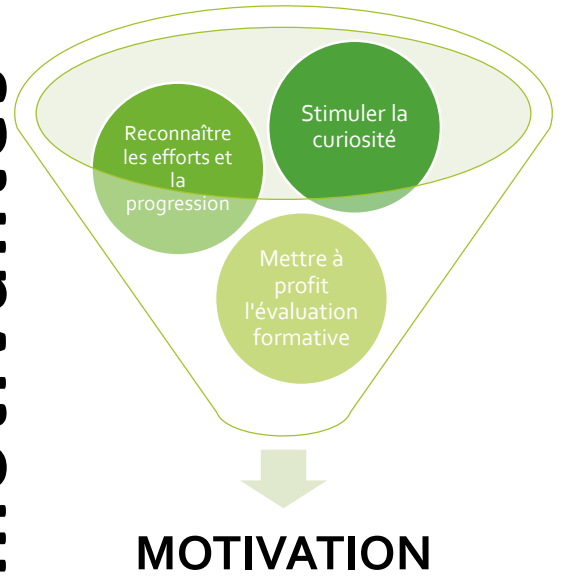 Stimuler la
curiosité
Reconnaître
les efforts et
la
progression
Mettre à
profit
l'évaluation
formative
MOTIVATION